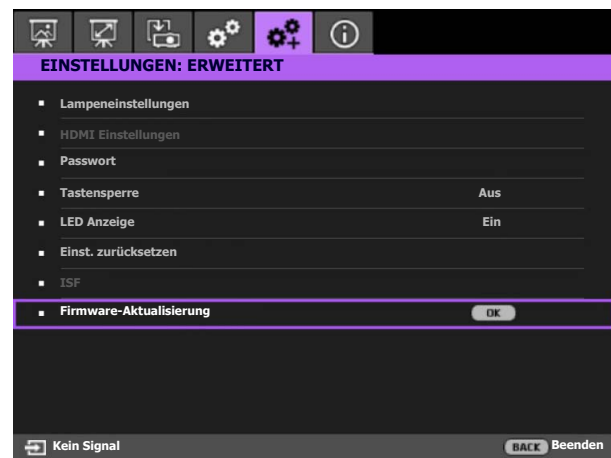 EINSTELLUNGEN: ERWEITERT
Lampeneinstellungen
HDMI Einstellungen
Passwort
Tastensperre Aus
LED Anzeige Ein
Einst. zurücksetzen
ISF
Firmware-Aktualisierung OK
Kein Signal BACK Beenden